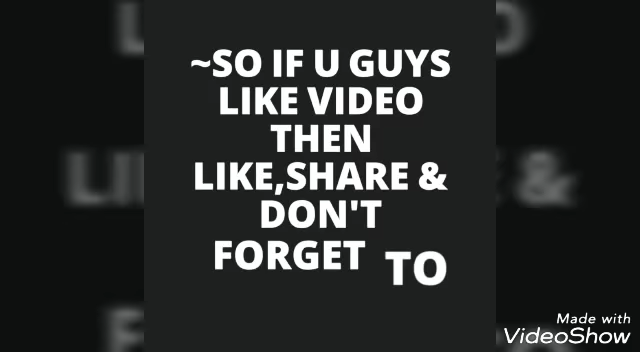 ~SO IF U GUYS
LIKE VIDEO
THEN
LIKE,SHARE &
DON'T
FORGET TO
Made with
VideoShow